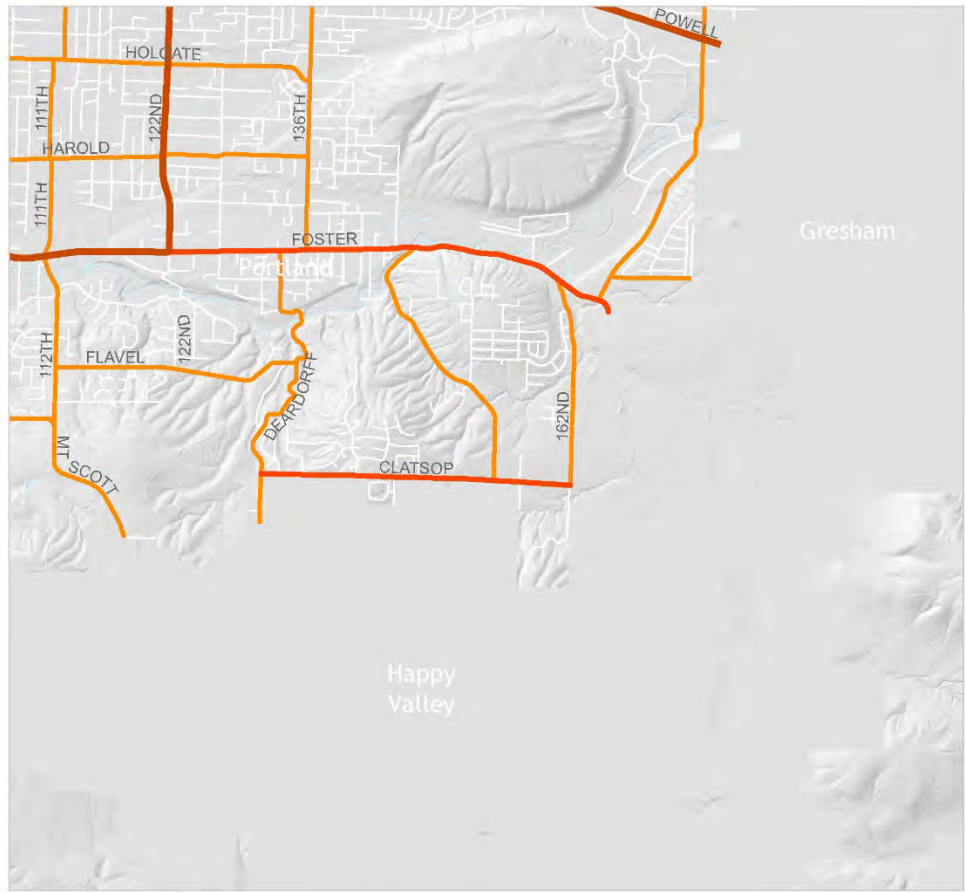 POWELL
HOLGATE
111TH
122ND
136TH
HAROLD
111TH
FOSTER
Gresham
Portland
122ND
112TH
FLAVEL
DEARDORFF
162ND
MT
SCOTT
CLATSOP
Happy
Valley